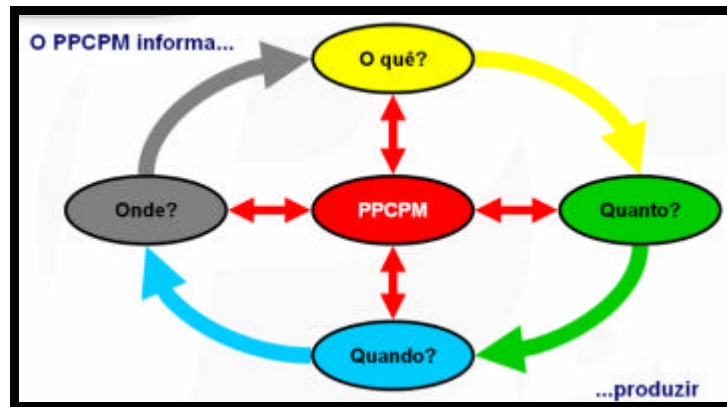 O PPCPM informa...
O quê?
Onde?
PPCPM
Quanto?
Quando?
...produzir